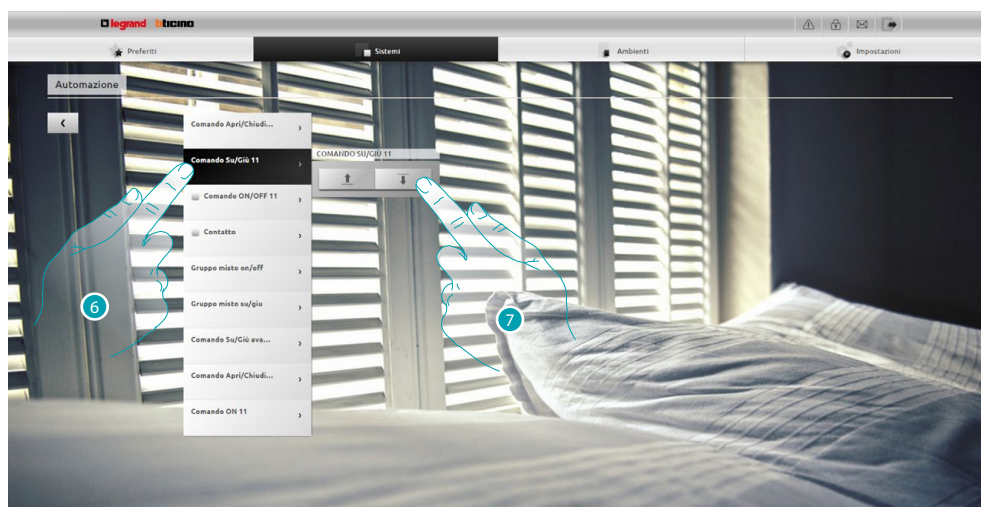 legrand bticino
Preferiti
Sistemi
Ambienti
Impostazioni
Automazione
Comando Apri/Chiudi...
Comando Su/Giù 11
COMANDO SU/GIÙ 11
Comando ON/OFF 11
Contatto
Gruppo misto on/off
Gruppo misto su/giu
Comando Su/Giù ava...
Comando Apri/Chiudi...
Comando ON 11
6
7